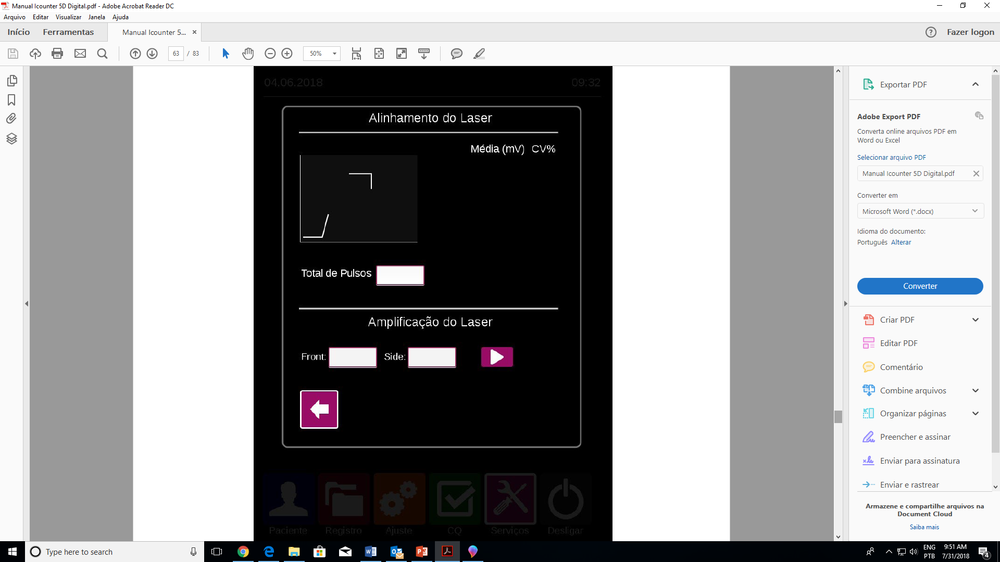 Manual Icounter 5D Digital.pdf - Adobe Acrobat Reader DC
Arquivo Editar Visualizar Janela Ajuda
Início Ferramentas Manual Icounter 5... Fazer logon
63 / 83 50%
04.06.2018 09:32
Alinhamento do Laser
Média (mV) CV%
Total de Pulsos
Amplificação do Laser
Front: Side:
Paciente Registro Ajuste CQ Serviços Desligar
Exportar PDF
Adobe Export PDF
Converta online arquivos PDF em
Word ou Excel
Selecionar arquivo PDF
Manual Icounter 5D Digital.pdf
Converter em
Microsoft Word (*.docx)
Idioma do documento:
Português Alterar
Converter
Criar PDF
Editar PDF
Comentário
Combine arquivos
Organizar páginas
Preencher e assinar
Enviar para assinatura
Enviar e rastrear
Armazene e compartilhe arquivos na
Document Cloud
Saiba mais
Type here to search
ENG
PTB
9:51 AM
7/31/2018
4